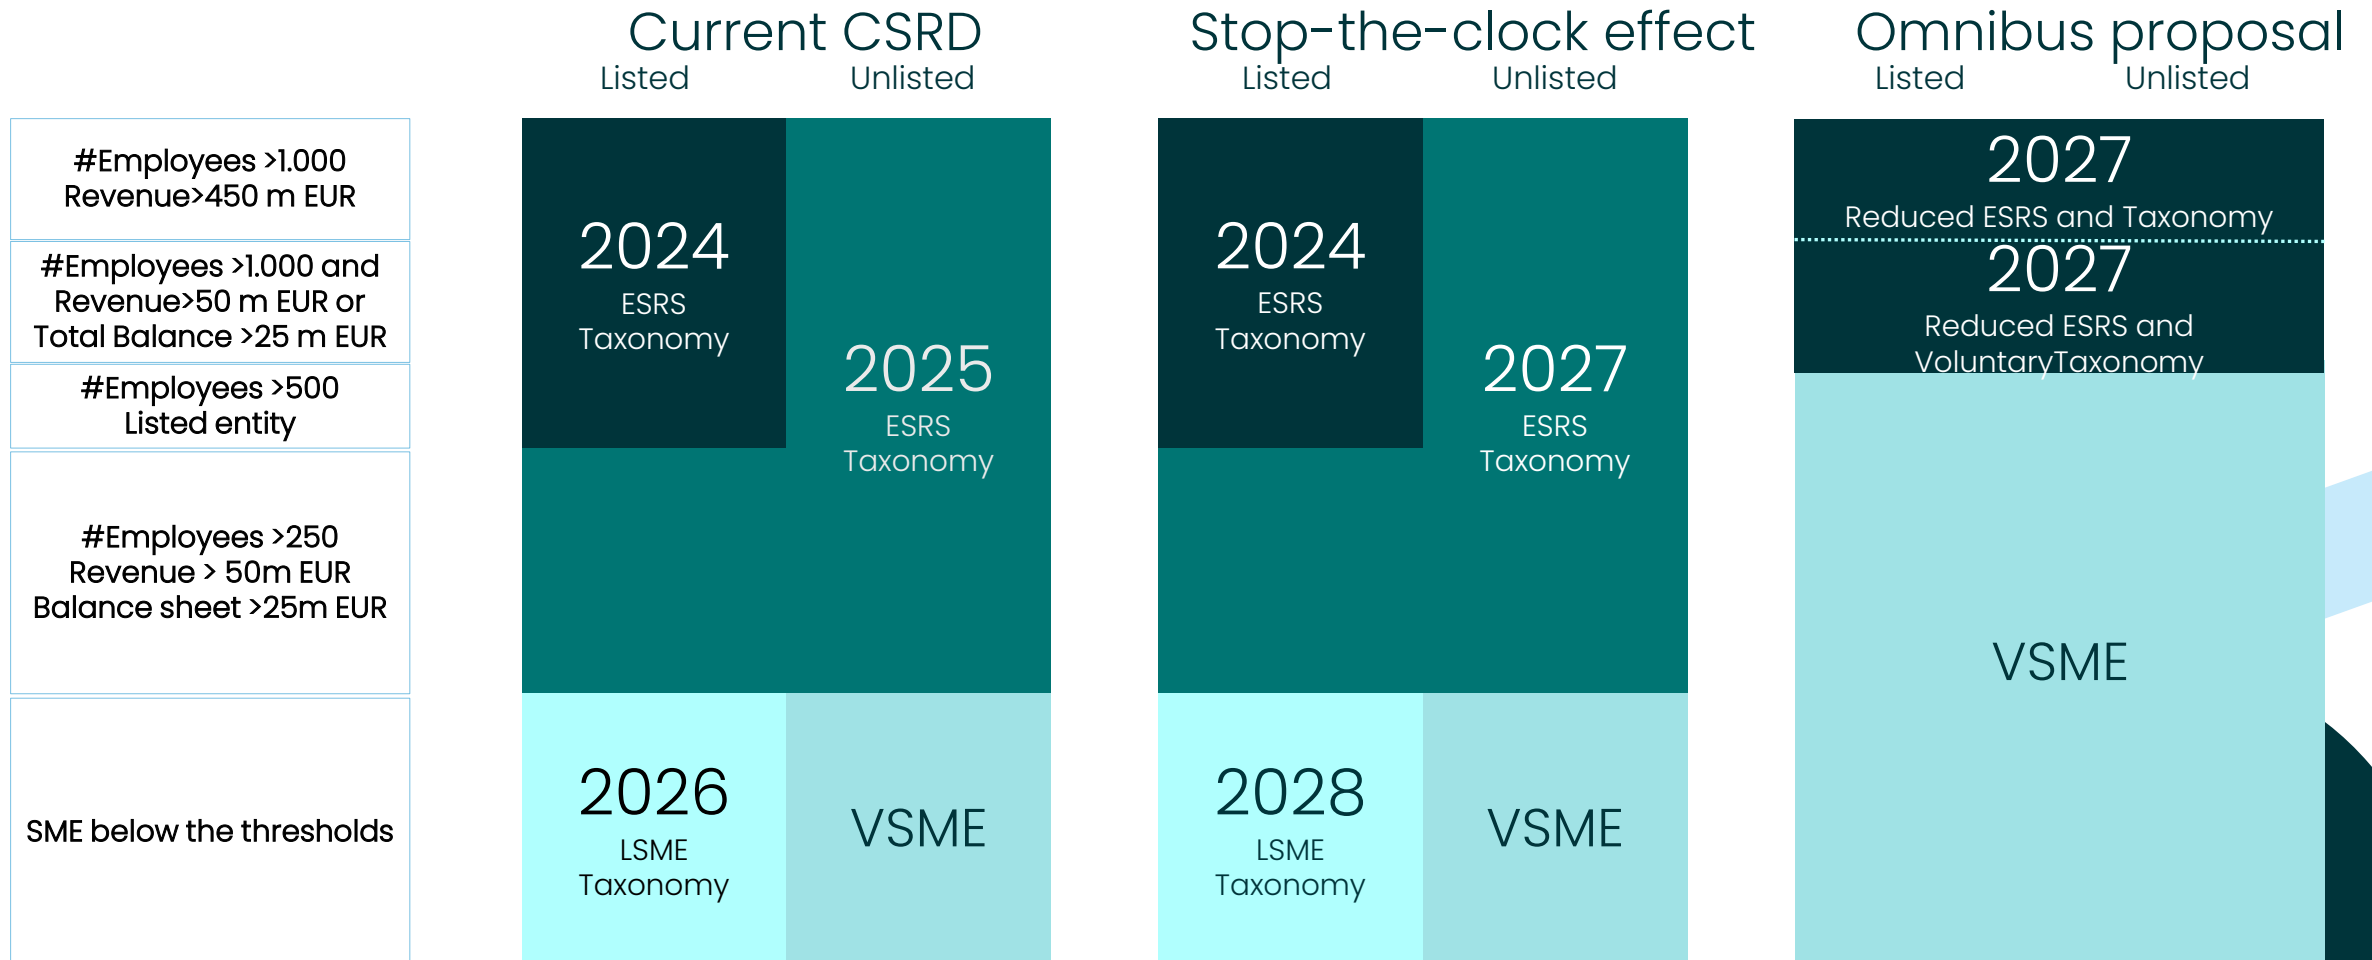 Current CSRD
Listed Unlisted
Stop-the-clock effect
Listed Unlisted
Omnibus proposal
Listed Unlisted
#Employees >1.000
Revenue>450 m EUR
#Employees >1.000 and
Revenue>50 m EUR or
Total Balance >25 m EUR
#Employees >500
Listed entity
#Employees >250
Revenue > 50m EUR
Balance sheet >25m EUR
SME below the thresholds
2024
ESRS
Taxonomy
2025
ESRS
Taxonomy
2026
LSME
Taxonomy
VSME
2024
ESRS
Taxonomy
2027
ESRS
Taxonomy
2028
LSME
Taxonomy
VSME
2027
Reduced ESRS and Taxonomy
2027
Reduced ESRS and
VoluntaryTaxonomy
VSME